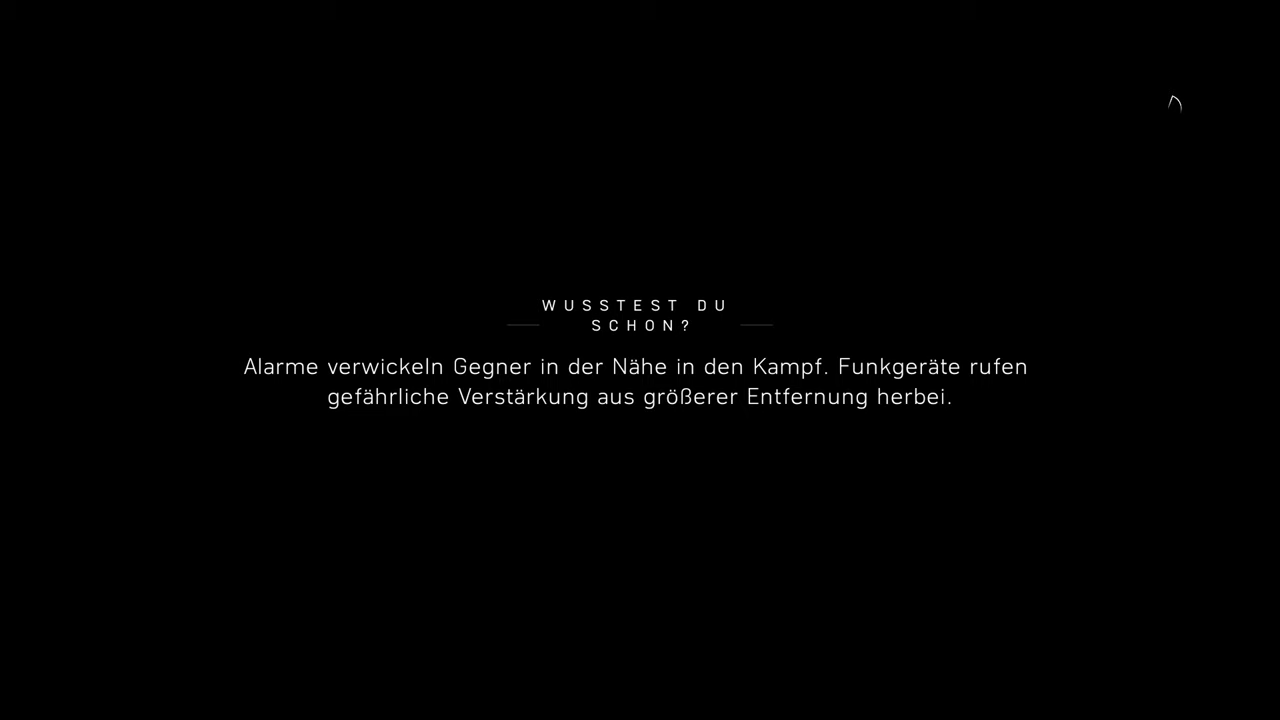 WUSSTEST DU
SCHON?
Alarme verwickeln Gegner in der Nähe in den Kampf. Funkgeräte rufen
gefährliche Verstärkung aus größerer Entfernung herbei.